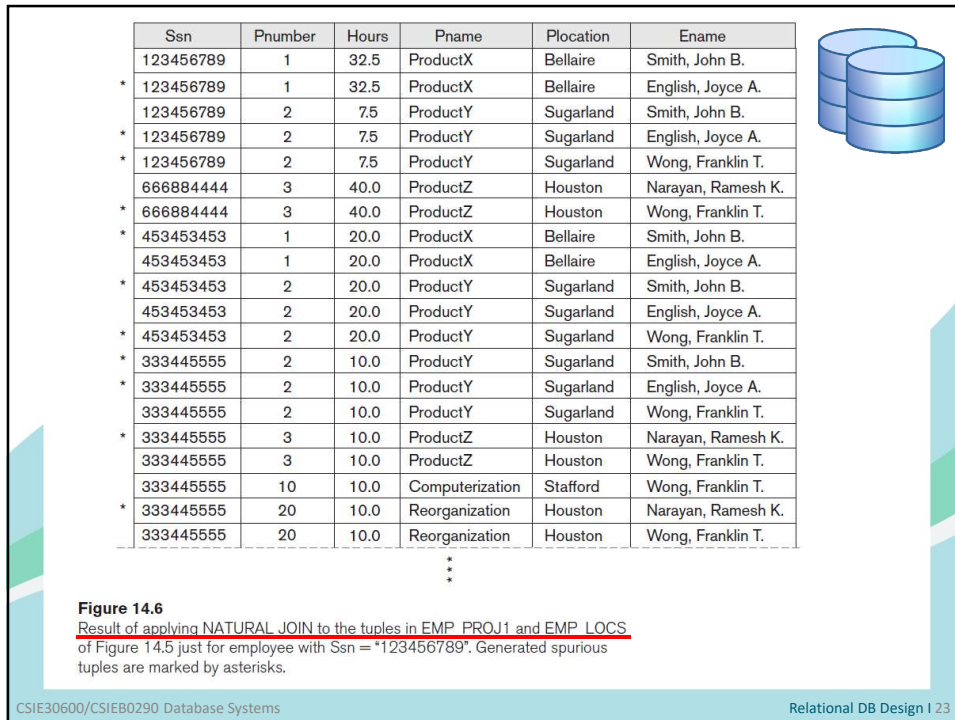 Ssn Pnumber Hours Pname Plocation Ename
123456789 1 32.5 ProductX Bellaire Smith, John B.
* 123456789 1 32.5 ProductX Bellaire English, Joyce A.
123456789 2 7.5 ProductY Sugarland Smith, John B.
* 123456789 2 7.5 ProductY Sugarland English, Joyce A.
* 123456789 2 7.5 ProductY Sugarland Wong, Franklin T.
666884444 3 40.0 ProductZ Houston Narayan, Ramesh K.
* 666884444 3 40.0 ProductZ Houston Wong, Franklin T.
* 453453453 1 20.0 ProductX Bellaire Smith, John B.
453453453 1 20.0 ProductX Bellaire English, Joyce A.
* 453453453 2 20.0 ProductY Sugarland Smith, John B.
453453453 2 20.0 ProductY Sugarland English, Joyce A.
* 453453453 2 20.0 ProductY Sugarland Wong, Franklin T.
* 333445555 2 10.0 ProductY Sugarland Smith, John B.
* 333445555 2 10.0 ProductY Sugarland English, Joyce A.
333445555 2 10.0 ProductY Sugarland Wong, Franklin T.
* 333445555 3 10.0 ProductZ Houston Narayan, Ramesh K.
333445555 3 10.0 ProductZ Houston Wong, Franklin T.
333445555 10 10.0 Computerization Stafford Wong, Franklin T.
* 333445555 20 10.0 Reorganization Houston Narayan, Ramesh K.
333445555 20 10.0 Reorganization Houston Wong, Franklin T.
*
*
*
Figure 14.6
Result of applying NATURAL JOIN to the tuples in EMP_PROJ1 and EMP_LOCS
of Figure 14.5 just for employee with Ssn = "123456789". Generated spurious
tuples are marked by asterisks.
CSIE30600/CSIEB0290 Database Systems Relational DB Design I 23